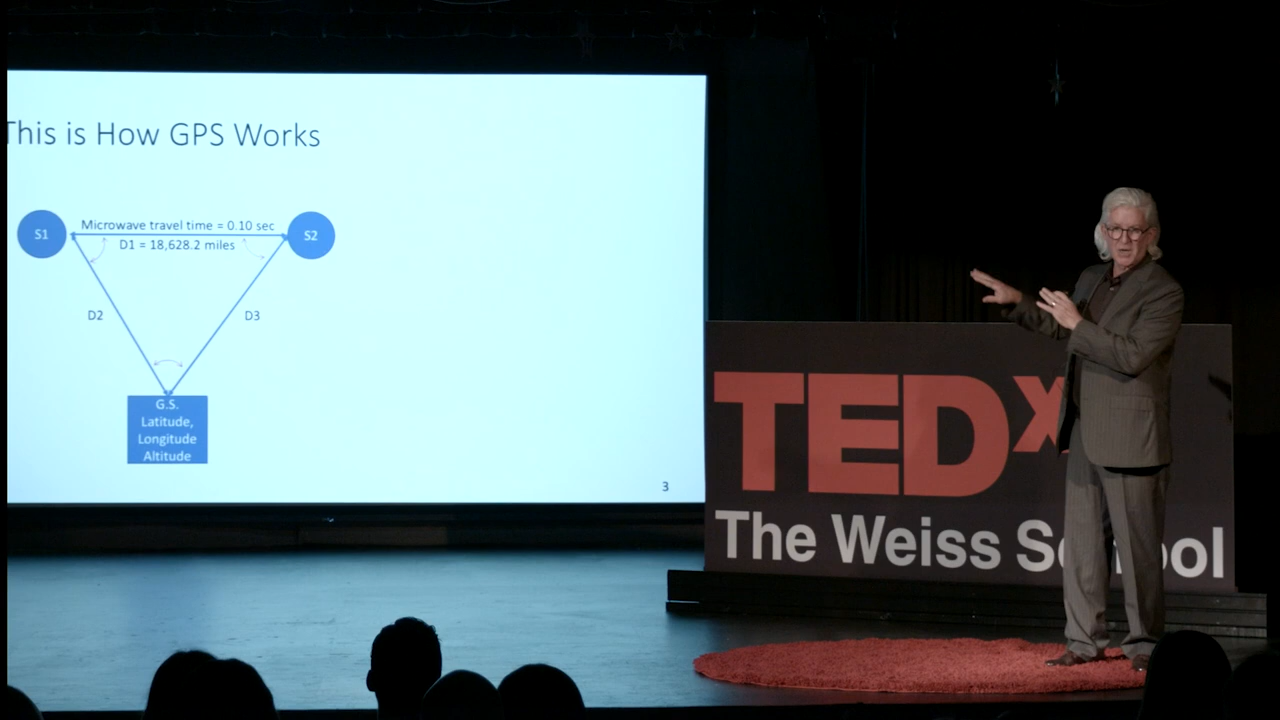 This is How GPS Works
S1
Microwave travel time = 0.10 sec
S2
D1 = 18,628.2 miles
D2
D3
G.S.
Latitude,
Longitude
Altitude
3
TEDx
The Weiss School